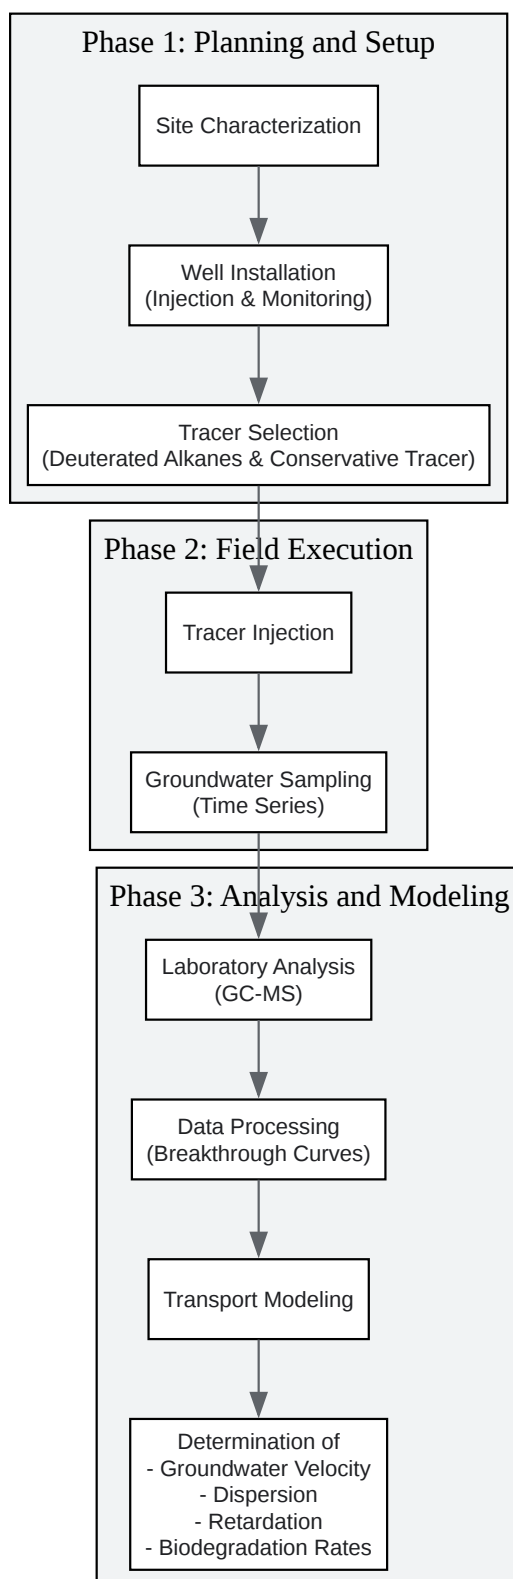 Phase 1: Planning and Setup
Site Characterization
Well Installation
(Injection & Monitoring)
Tracer Selection
(Deuterated Alkanes & Conservative Tracer)
Phase 2: Field Execution
Tracer Injection
Groundwater Sampling
(Time Series)
Phase 3: Analysis and Modeling
Laboratory Analysis
(GC-MS)
Data Processing
(Breakthrough Curves)
Transport Modeling
Determination of
- Groundwater Velocity
- Dispersion
- Retardation
- Biodegradation Rates